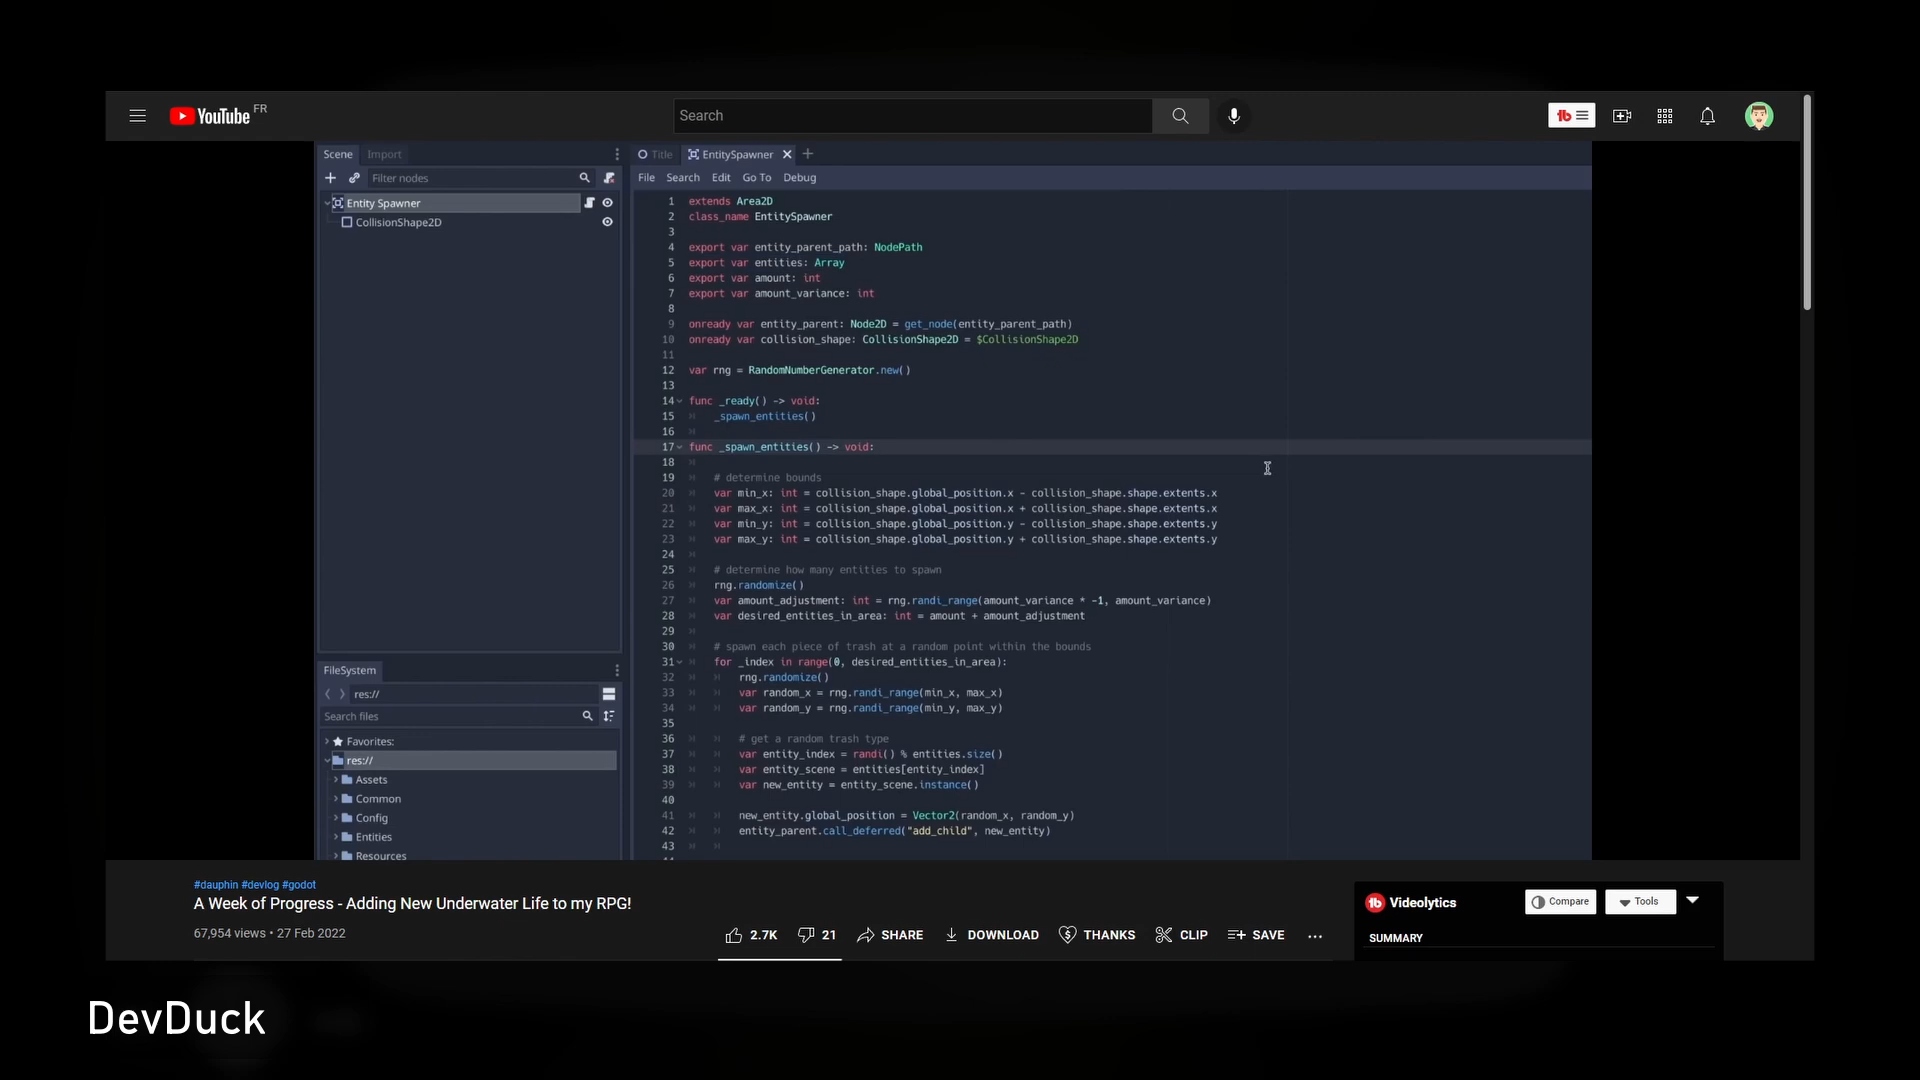 YouTube FR
Search
Scene Import
Filter nodes
Entity Spawner
CollisionShape2D
FileSystem
res://
Search files
Favorites:
res://
Assets
Common
Config
Entities
Resources
Title EntitySpawner
File Search Edit Go To Debug
1 extends Area2D
2 class_name EntitySpawner
3
4 export var entity_parent_path: NodePath
5 export var entities: Array
6 export var amount: int
7 export var amount_variance: int
8
9 onready var entity_parent: Node2D = get_node(entity_parent_path)
10 onready var collision_shape: CollisionShape2D = $CollisionShape2D
11
12 var rng = RandomNumberGenerator.new()
13
14 func _ready() -> void:
15 _spawn_entities()
16
17 func _spawn_entities() -> void:
18
19 # determine bounds
20 var min_x: int = collision_shape.global_position.x - collision_shape.shape.extents.x
21 var max_x: int = collision_shape.global_position.x + collision_shape.shape.extents.x
22 var min_y: int = collision_shape.global_position.y - collision_shape.shape.extents.y
23 var max_y: int = collision_shape.global_position.y + collision_shape.shape.extents.y
24
25 # determine how many entities to spawn
26 rng.randomize()
27 var amount_adjustment: int = rng.randi_range(amount_variance * -1, amount_variance)
28 var desired_entities_in_area: int = amount + amount_adjustment
29
30 # spawn each piece of trash at a random point within the bounds
31 for _index in range(0, desired_entities_in_area):
32 rng.randomize()
33 var random_x = rng.randi_range(min_x, max_x)
34 var random_y = rng.randi_range(min_y, max_y)
35
36 # get a random trash type
37 var entity_index = randi() % entities.size()
38 var entity_scene = entities[entity_index]
39 var new_entity = entity_scene.instance()
40
41 new_entity.global_position = Vector2(random_x, random_y)
42 entity_parent.call_deferred("add_child", new_entity)
43
#dauphin #devlog #godot
A Week of Progress - Adding New Underwater Life to my RPG!
67,954 views • 27 Feb 2022
2.7K 21 SHARE DOWNLOAD THANKS CLIP SAVE
Videolytics Compare Tools
SUMMARY
DevDuck